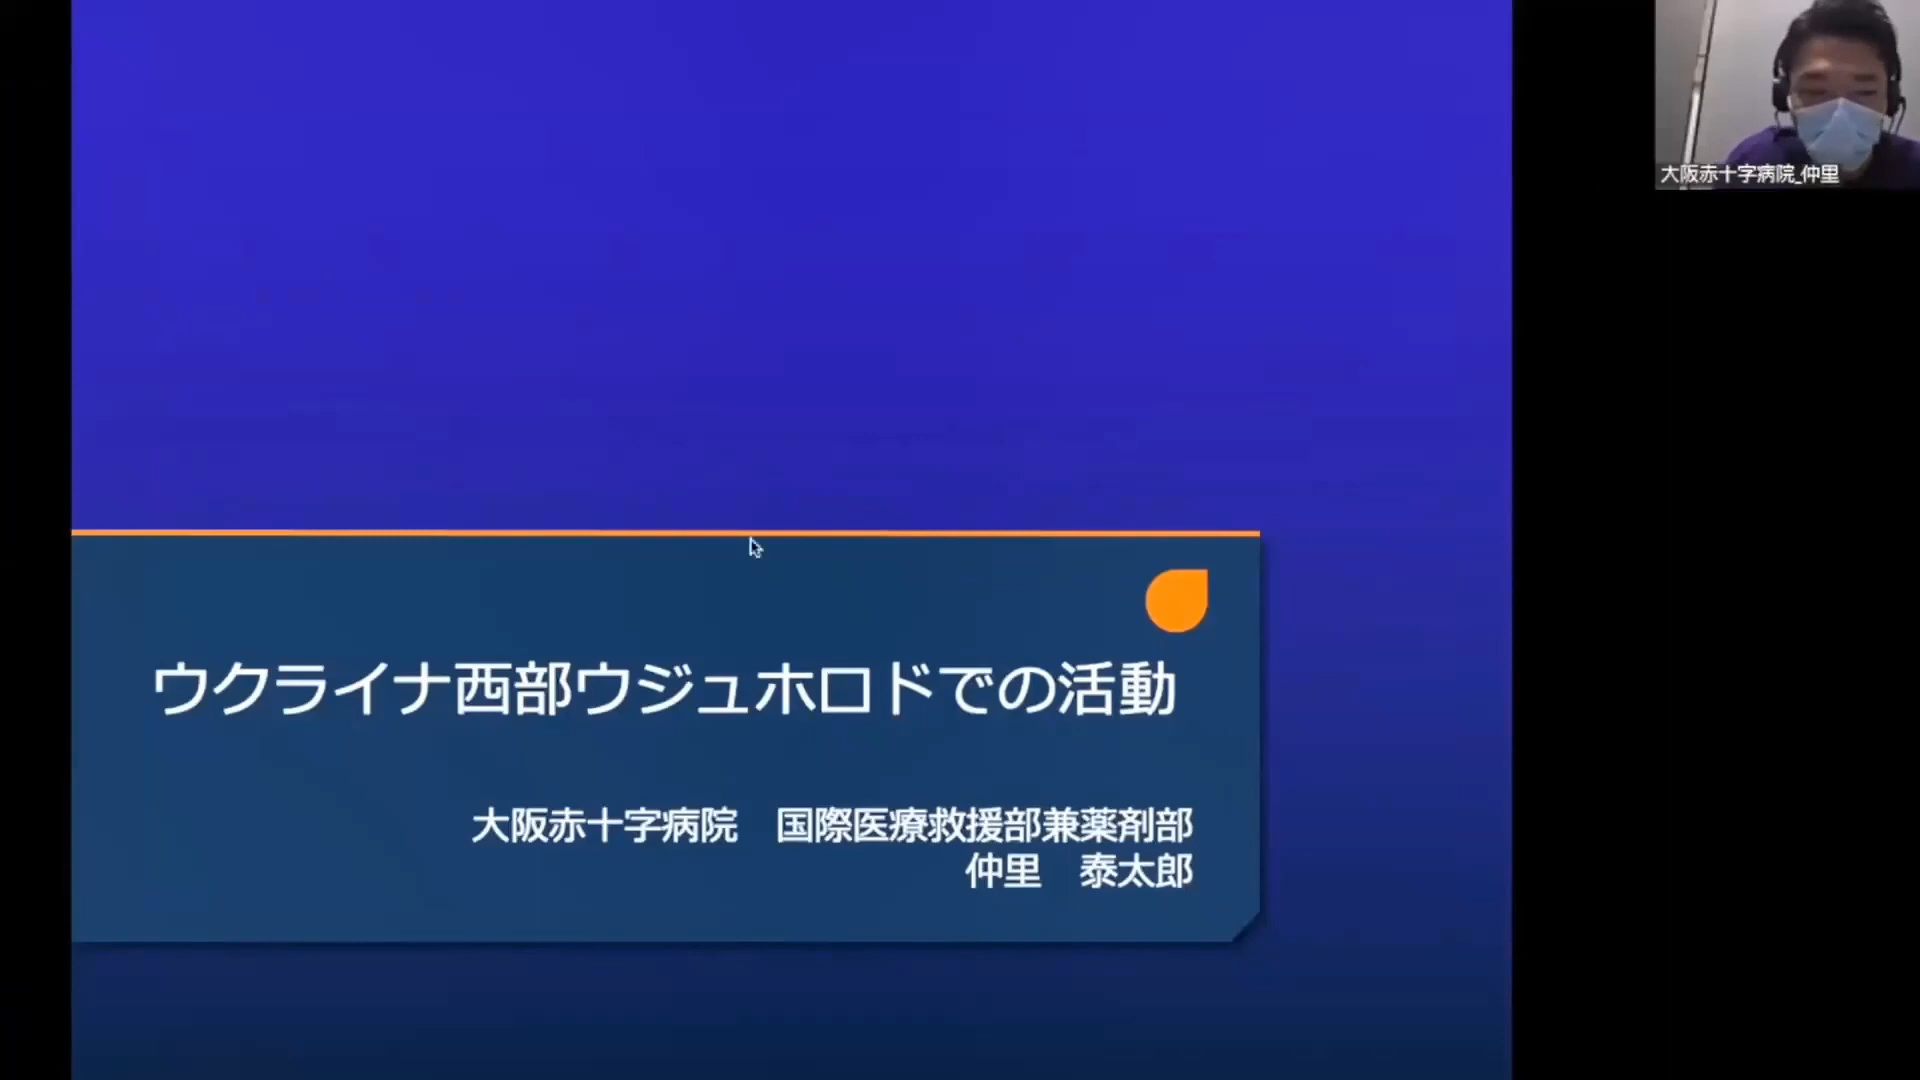 大阪赤十字病院_仲里
ウクライナ西部ウジュホロドでの活動
大阪赤十字病院　国際医療救援部兼薬剤部
仲里　泰太郎